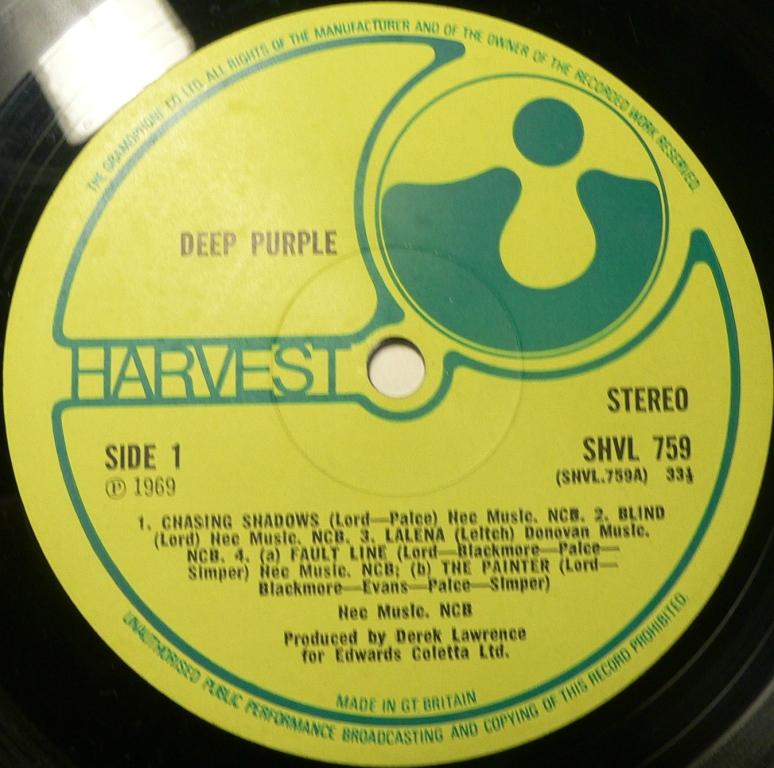 THE GRAMOPHONE CO LTD. ALL RIGHTS OF THE MANUFACTURER AND OF THE OWNER OF THE RECORDED WORK RESERVED.
DEEP PURPLE
HARVEST
STEREO
SIDE 1
SHVL 759
℗ 1969
(SHVL.759A) 33⅓
1. CHASING SHADOWS (Lord—Paice) Hec Music. NCB. 2. BLIND
(Lord) Hec Music. NCB. 3. LALENA (Leitch) Donovan Music.
NCB. 4. (a) FAULT LINE (Lord—Blackmore—Paice—
Simper) Hec Music. NCB; (b) THE PAINTER (Lord—
Blackmore—Evans—Paice—Simper)
Hec Music. NCB
Produced by Derek Lawrence
for Edwards Coletta Ltd.
MADE IN GT BRITAIN
UNAUTHORISED PUBLIC PERFORMANCE BROADCASTING AND COPYING OF THIS RECORD PROHIBITED.